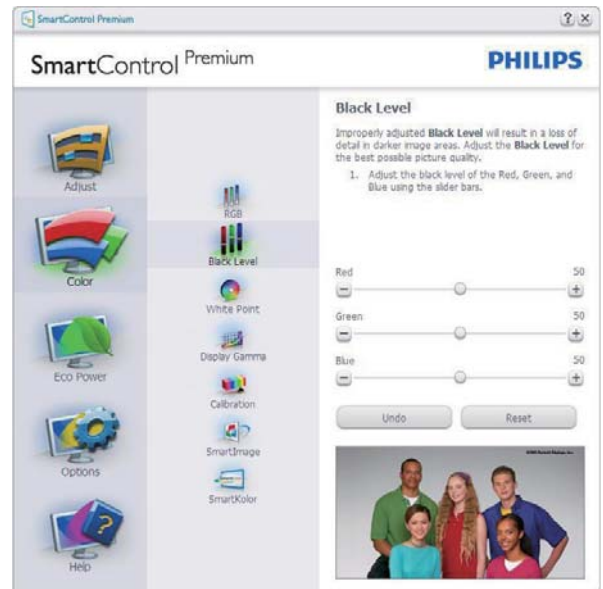 SmartControl Premium
SmartControl Premium
PHILIPS
Adjust
Color
Eco Power
Options
Help
RGB
Black Level
White Point
Display Gamma
Calibration
SmartImage
SmartKolor
Black Level
Improperly adjusted Black Level will result in a loss of
detail in darker image areas. Adjust the Black Level for
the best possible picture quality.
1. Adjust the black level of the Red, Green, and
Blue using the slider bars.
Red 50
Green 50
Blue 50
Undo Reset